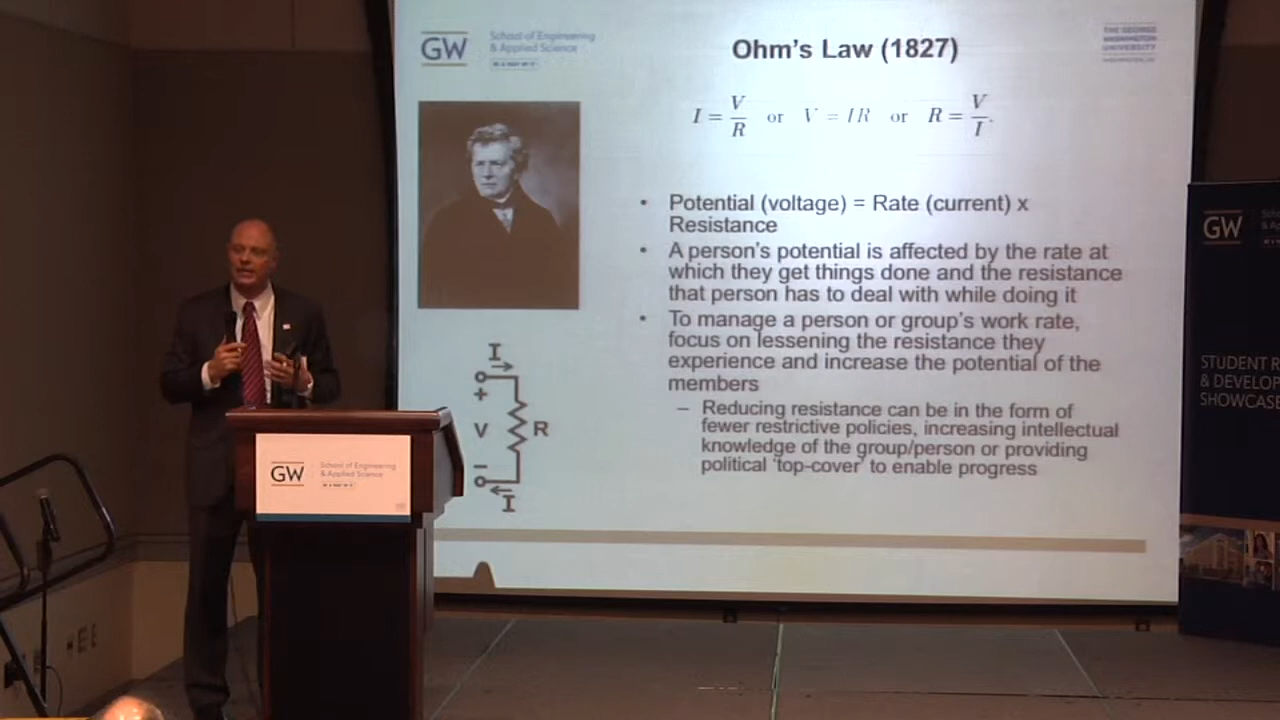 GW
School of Engineering
& Applied Science
THE GEORGE
WASHINGTON
UNIVERSITY
WASHINGTON, DC
Ohm's Law (1827)
I = V/R or V = IR or R = V/I.
• Potential (voltage) = Rate (current) x
Resistance
• A person's potential is affected by the rate at
which they get things done and the resistance
that person has to deal with while doing it
• To manage a person or group's work rate,
focus on lessening the resistance they
experience and increase the potential of the
members
– Reducing resistance can be in the form of
fewer restrictive policies, increasing intellectual
knowledge of the group/person or providing
political 'top-cover' to enable progress
I
+
V
R
–
I
GW
School of Engineering
& Applied Science
GW
STUDENT R
& DEVELOP
SHOWCASE